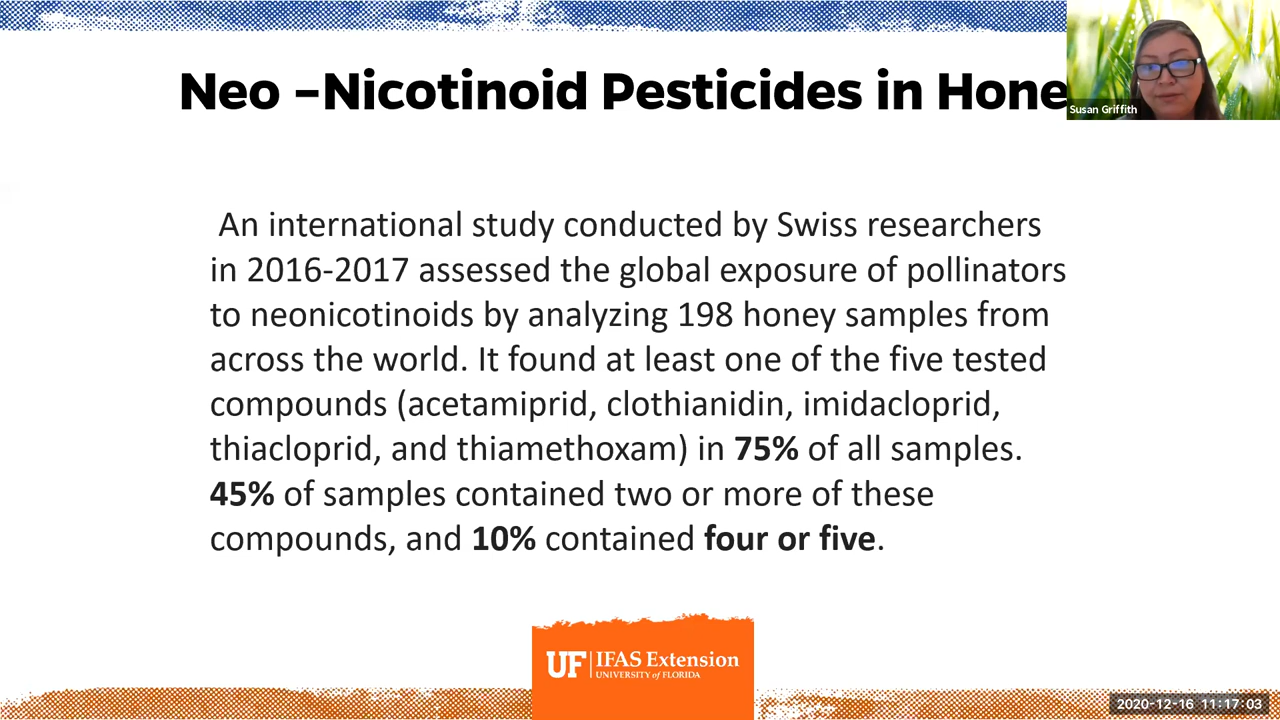 Neo –Nicotinoid Pesticides in Hone
Susan Griffith
An international study conducted by Swiss researchers
in 2016-2017 assessed the global exposure of pollinators
to neonicotinoids by analyzing 198 honey samples from
across the world. It found at least one of the five tested
compounds (acetamiprid, clothianidin, imidacloprid,
thiacloprid, and thiamethoxam) in 75% of all samples.
45% of samples contained two or more of these
compounds, and 10% contained four or five.
UF IFAS Extension
UNIVERSITY of FLORIDA
2020-12-16 11:17:03